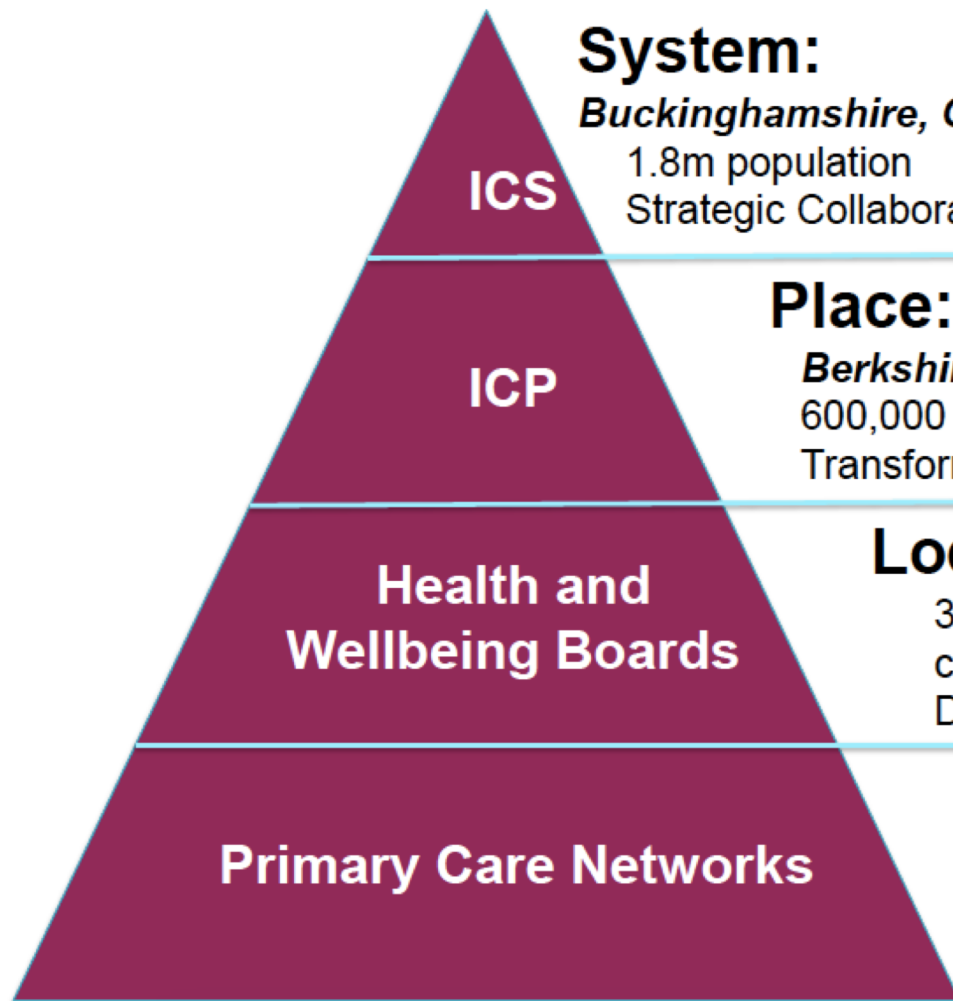 System:
Buckinghamshire,
1.8m population
ICS
Strategic
Place:
ICP
600,000
Health and
Wellbeing Boards
Primary Care Networks